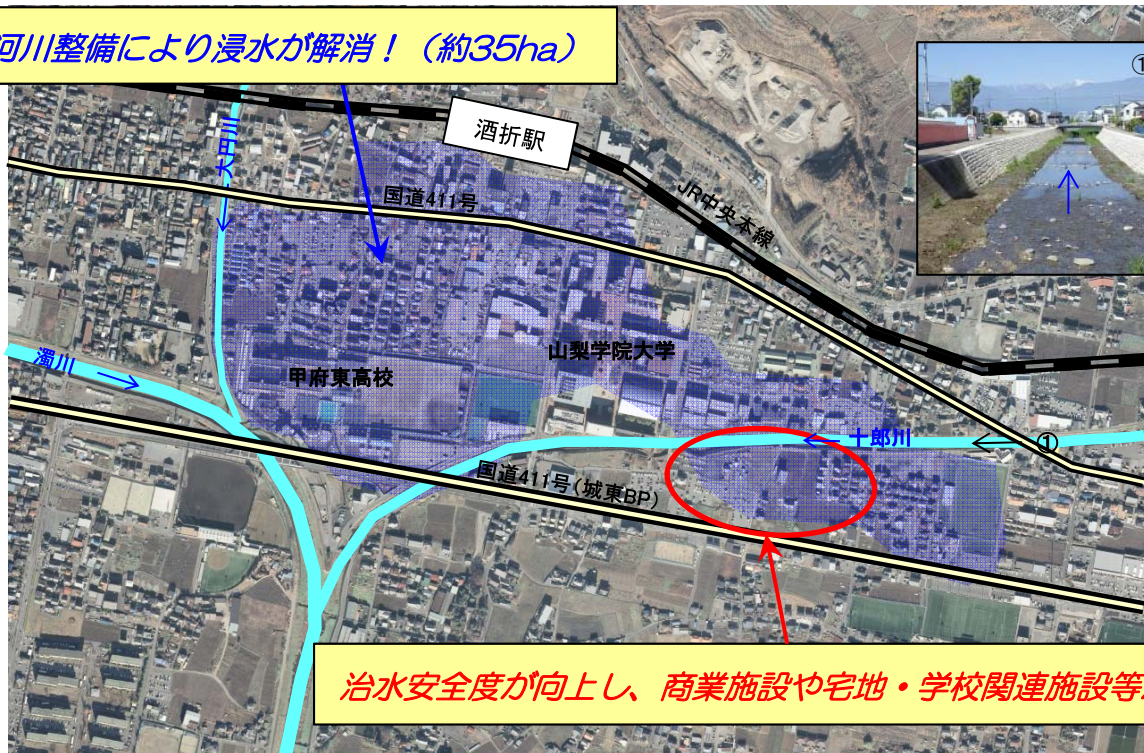 河川整備により浸水が解消！（約35ha）
①
酒折駅
大円川
国道411号
JR中央本線
山梨学院大学
濁川
甲府東高校
十郎川
①
国道411号(城東BP)
治水安全度が向上し、商業施設や宅地・学校関連施設等